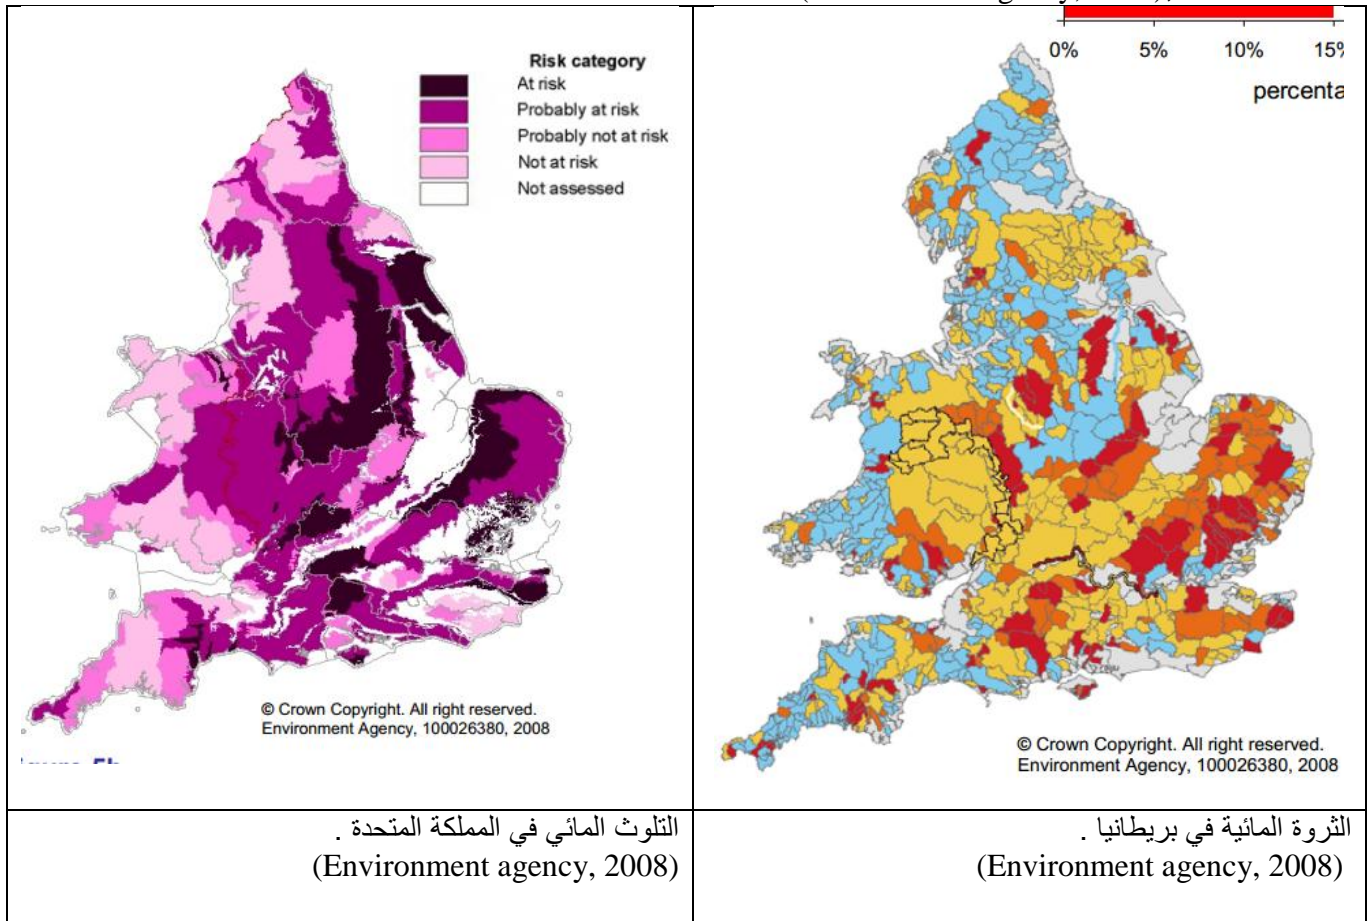 Risk category
At risk
Probably at risk
Probably not at risk
Not at risk
Not assessed
© Crown Copyright. All right reserved.
Environment Agency, 100026380, 2008
0% 5% 10% 15%
percenta
© Crown Copyright. All right reserved.
Environment Agency, 100026380, 2008
التلوث المائي في المملكة المتحدة .
(Environment agency, 2008)
الثروة المائية في بريطانيا .
(Environment agency, 2008)